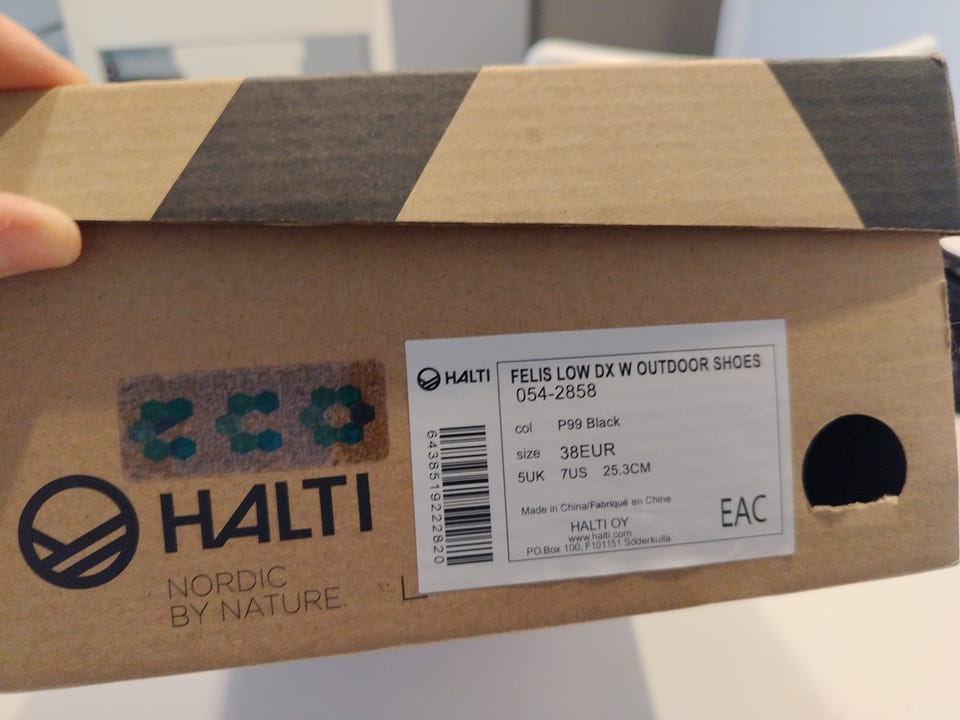 eco
HALTI
NORDIC
BY NATURE.
HALTI
6438519222820
FELIS LOW DX W OUTDOOR SHOES
054-2858
col P99 Black
size 38EUR
5UK 7US 25.3CM
Made in China/Fabriqué en Chine
HALTI OY
www.halti.com
PO.Box 100, F101151 Söderkulla
EAC